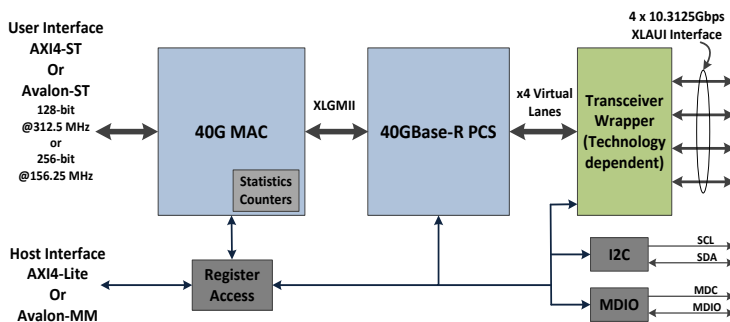 User Interface
AXI4-ST
Or
Avalon-ST
128-bit
@312.5 MHz
or
256-bit
@156.25 MHz
40G MAC
Statistics
Counters
XLGMII
40GBase-R PCS
x4 Virtual
Lanes
Transceiver
Wrapper
(Technology
dependent)
4 x 10.3125Gbps
XLAUI Interface
Host Interface
AXI4-Lite
Or
Avalon-MM
Register
Access
I2C
SCL
SDA
MDIO
MDC
MDIO